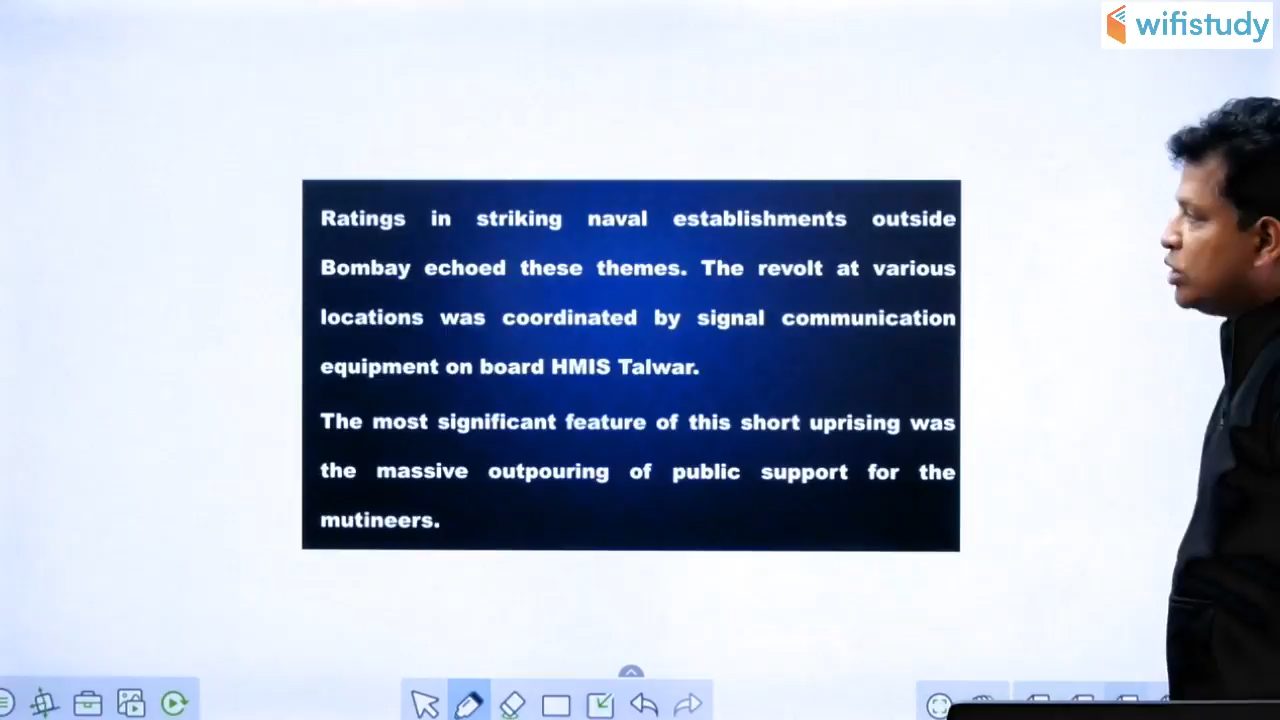 wifistudy
Ratings in striking naval establishments outside
Bombay echoed these themes. The revolt at various
locations was coordinated by signal communication
equipment on board HMIS Talwar.
The most significant feature of this short uprising was
the massive outpouring of public support for the
mutineers.